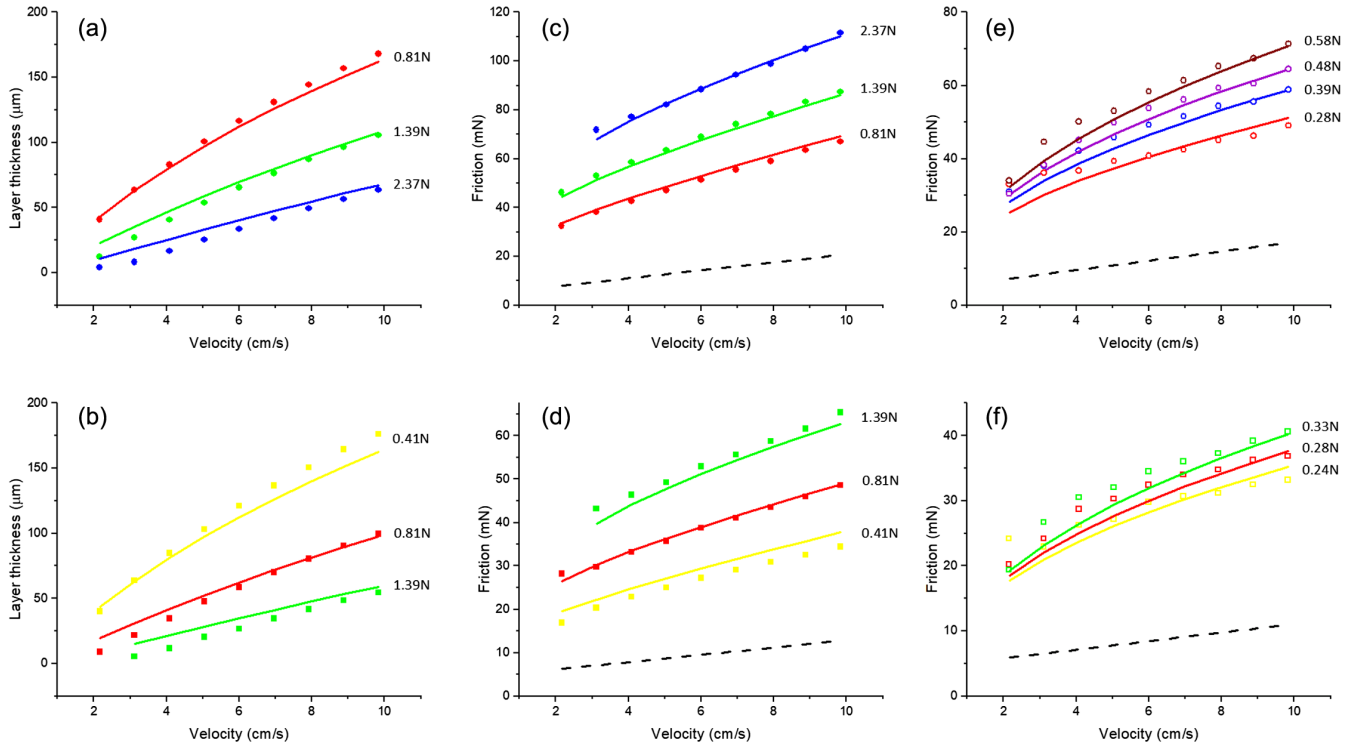 (a)
200
150
100
50
0
Layer thickness (μm)
0.81N
1.39N
2.37N
2 4 6 8 10
Velocity (cm/s)
(c)
120
100
80
60
40
20
0
Friction (mN)
2.37N
1.39N
0.81N
2 4 6 8 10
Velocity (cm/s)
(e)
80
60
40
20
0
Friction (mN)
0.58N
0.48N
0.39N
0.28N
2 4 6 8 10
Velocity (cm/s)
(b)
200
150
100
50
0
Layer thickness (μm)
0.41N
0.81N
1.39N
2 4 6 8 10
Velocity (cm/s)
(d)
60
50
40
30
20
10
0
Friction (mN)
1.39N
0.81N
0.41N
2 4 6 8 10
Velocity (cm/s)
(f)
40
30
20
10
0
Friction (mN)
0.33N
0.28N
0.24N
2 4 6 8 10
Velocity (cm/s)